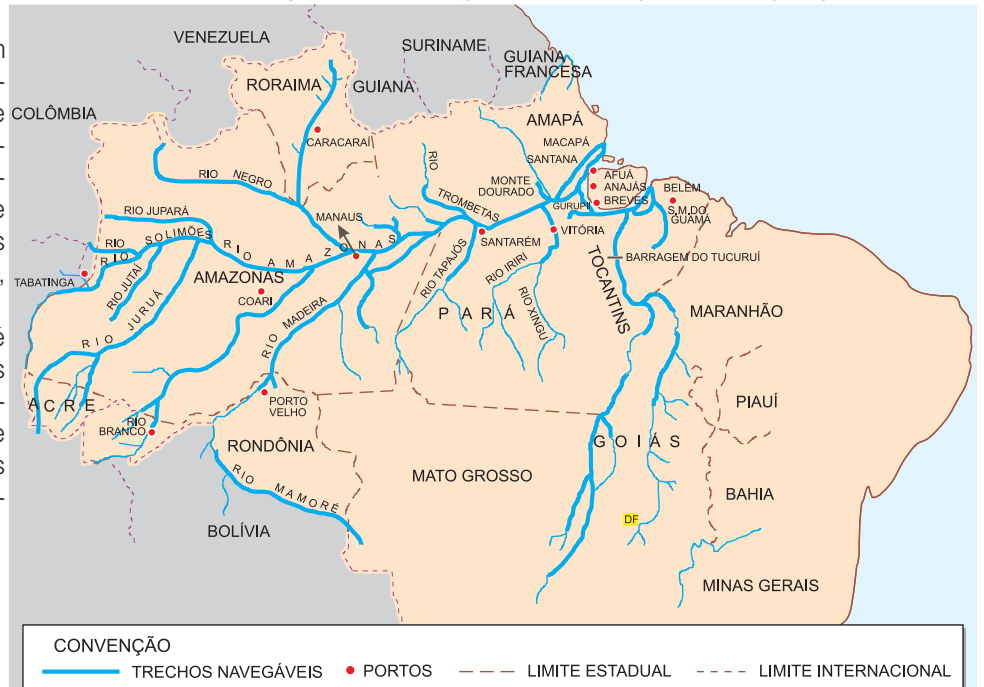 VENEZUELA
SURINAME
GUIANA
FRANCESA
RORAIMA
GUIANA
COLÔMBIA
AMAPÁ
CARACARAÍ
MACAPÁ
SANTANA
RIO
AFUÁ
ANAJÁS
BREVES
MONTE
DOURADO
BELÉM
RIO NEGRO
TROMBETAS
GURUPÁ
S.M.DO
GUAMÁ
RIO JUPARÁ
MANAUS
SANTARÉM
VITÓRIA
RIO SOLIMÕES
RIO
RIO AMAZONAS
BARRAGEM DO TUCURUÍ
TABATINGA
RIO JUTAÍ
AMAZONAS
COARI
RIO TAPAJÓS
RIO IRIRI
RIO XINGU
TOCANTINS
RIO JURUÁ
RIO MADEIRA
PARÁ
MARANHÃO
ACRE
PORTO
VELHO
PIAUÍ
RIO
BRANCO
RONDÔNIA
GOIÁS
MATO GROSSO
RIO MAMORÉ
BAHIA
DF
BOLÍVIA
MINAS GERAIS
CONVENÇÃO
TRECHOS NAVEGÁVEIS
PORTOS
LIMITE ESTADUAL
LIMITE INTERNACIONAL